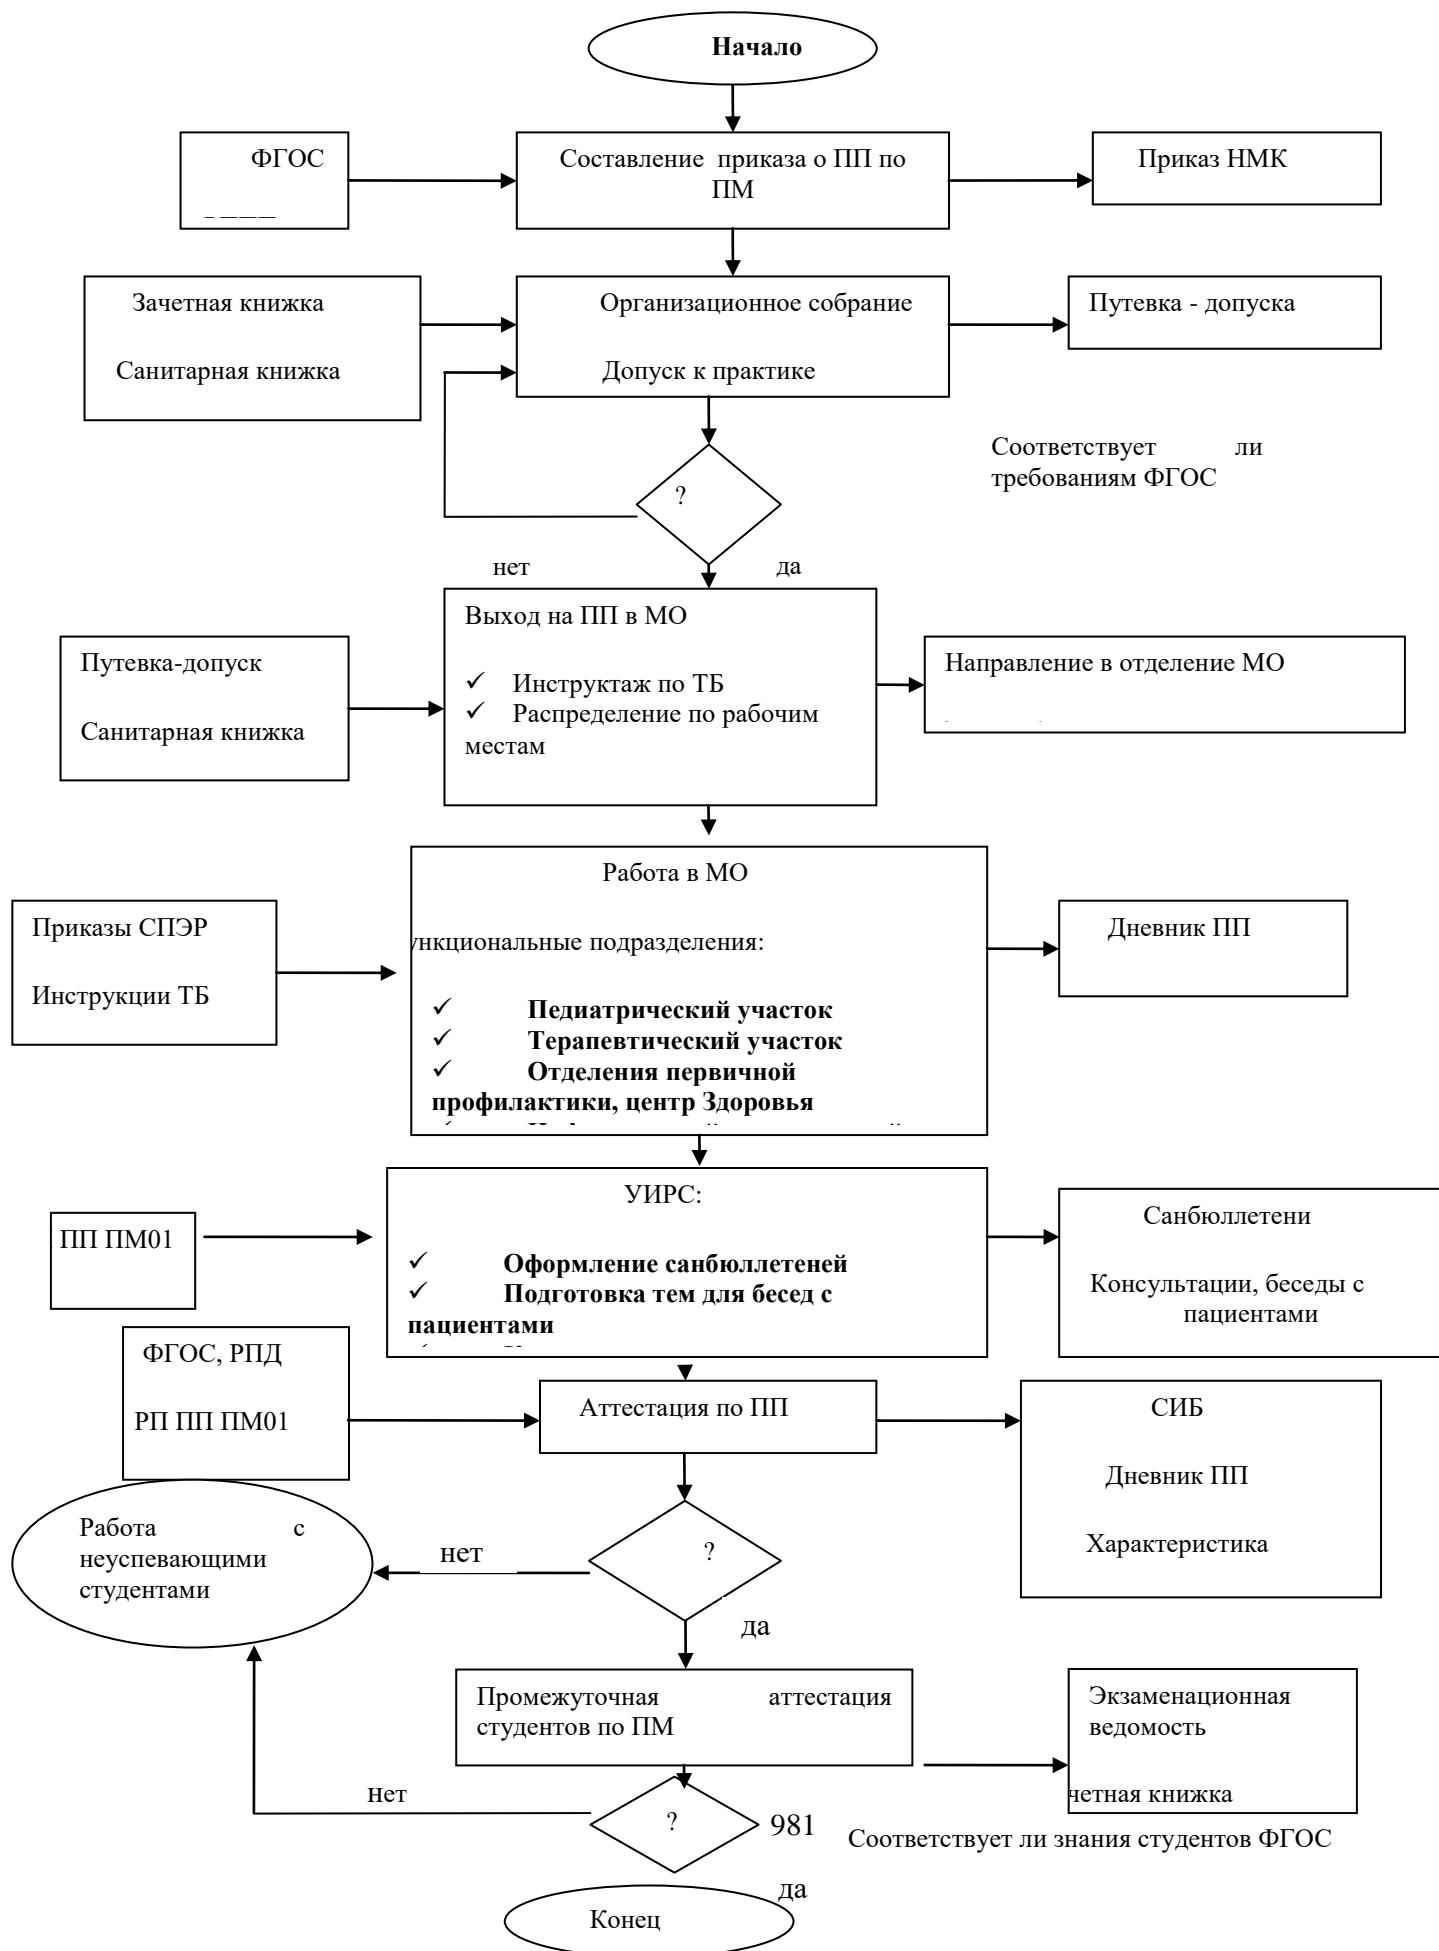 Начало
ФГОС
Составление приказа о ПП по
ПМ
Приказ НМК
Зачетная книжка
Санитарная книжка
Организационное собрание
Допуск к практике
Путевка - допуска
?
Соответствует ли
требованиям ФГОС
нет
да
Путевка-допуск
Санитарная книжка
Выход на ПП в МО
✓ Инструктаж по ТБ
✓ Распределение по рабочим
местам
Направление в отделение МО
Приказы СПЭР
Инструкции ТБ
Работа в МО
ункциональные подразделения:
✓ Педиатрический участок
✓ Терапевтический участок
✓ Отделения первичной
профилактики, центр Здоровья
Дневник ПП
ПП ПМ01
УИРС:
✓ Оформление санбюллетеней
✓ Подготовка тем для бесед с
пациентами
Санбюллетени
Консультации, беседы с
пациентами
ФГОС, РПД
РП ПП ПМ01
Аттестация по ПП
СИБ
Дневник ПП
Характеристика
Работа с
неуспевающими
студентами
нет
?
да
Промежуточная аттестация
студентов по ПМ
Экзаменационная
ведомость
четная книжка
нет
?
981
Соответствует ли знания студентов ФГОС
да
Конец